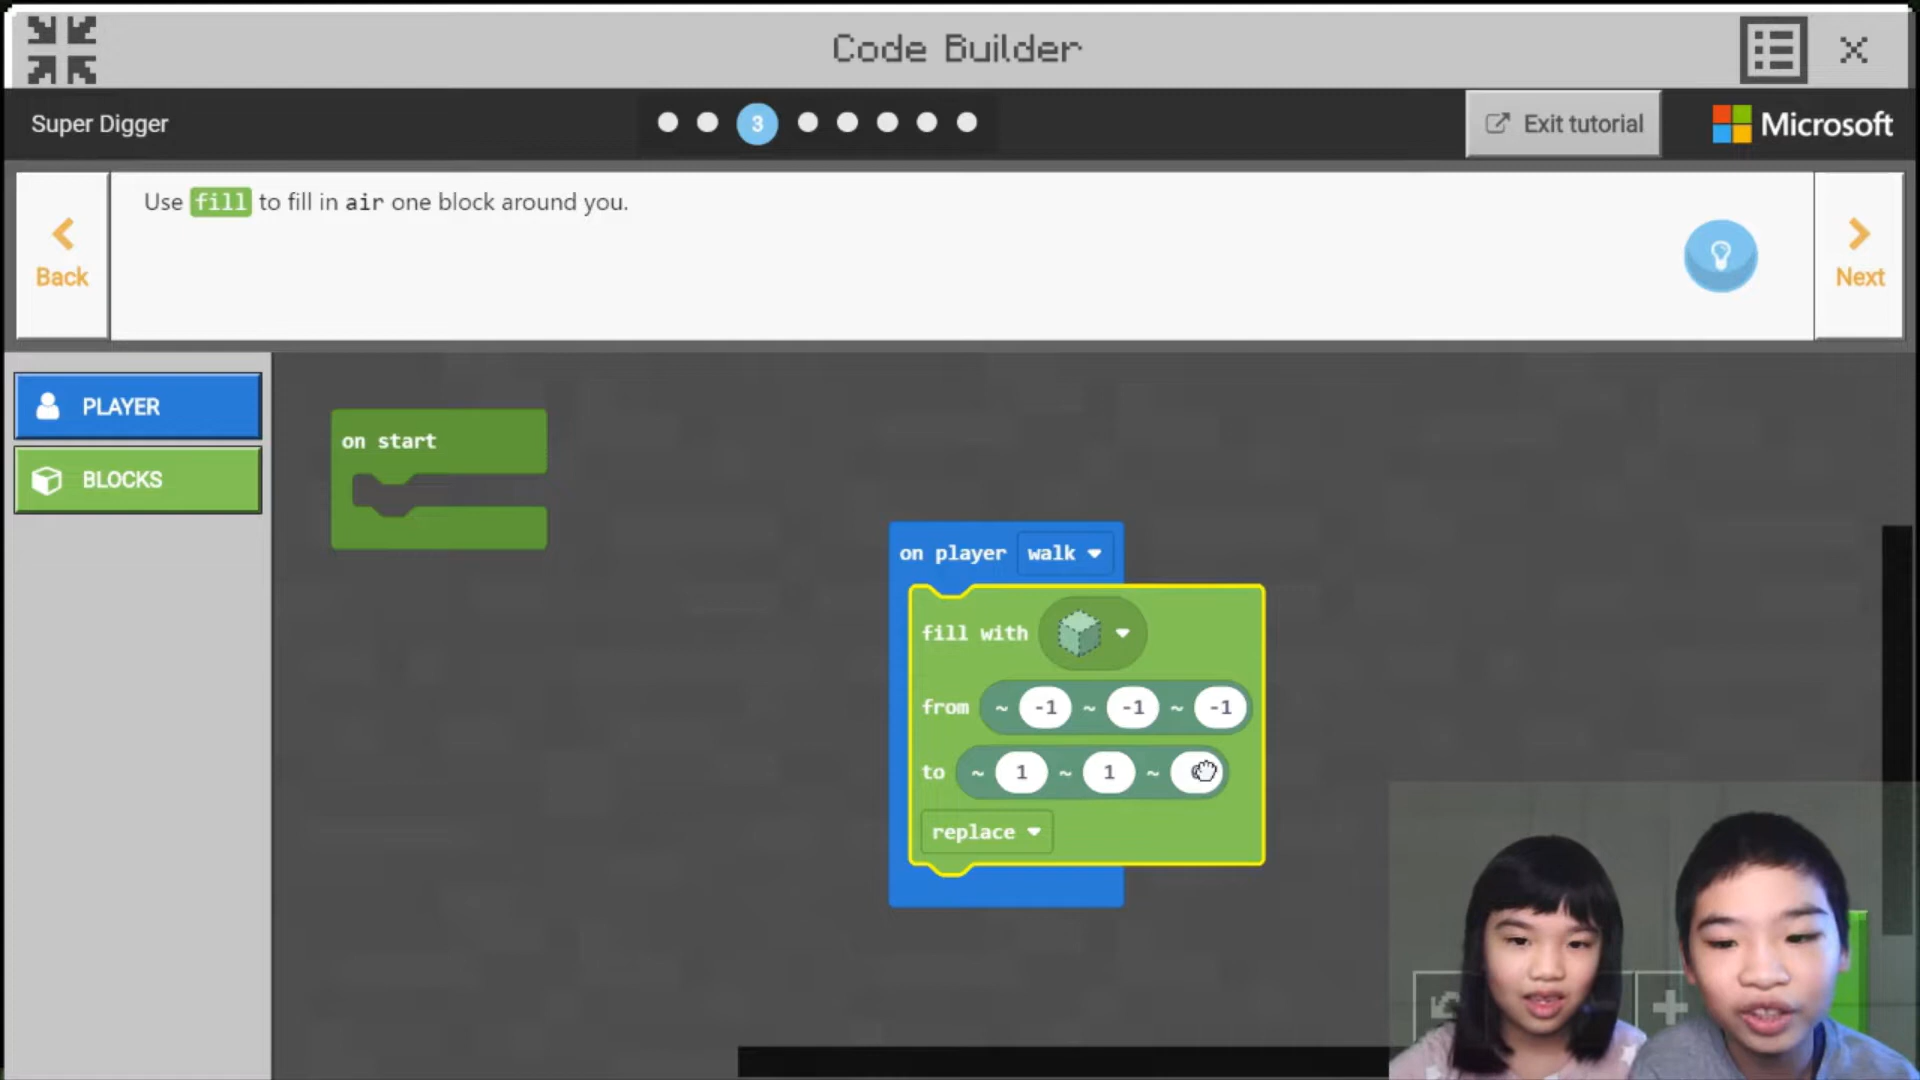 Code Builder
Super Digger
3
Exit tutorial
Microsoft
Use fill to fill in air one block around you.
Back
Next
PLAYER
BLOCKS
on start
on player walk
fill with
from ~ -1 ~ -1 ~ -1
to ~ 1 ~ 1 ~
replace